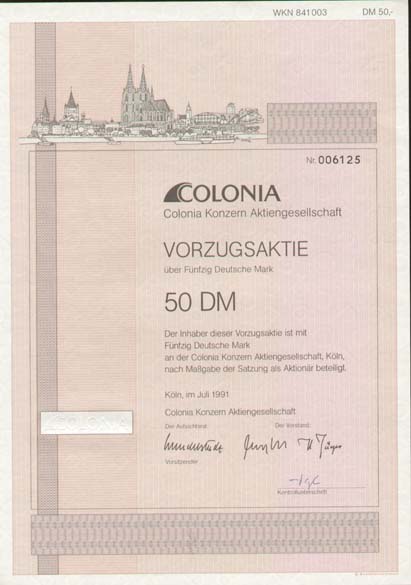 WKN 841 003 DM 50,-
Nr. 006125
COLONIA
Colonia Konzern Aktiengesellschaft
VORZUGSAKTIE
über Fünfzig Deutsche Mark
50 DM
Der Inhaber dieser Vorzugsaktie ist mit
Fünfzig Deutsche Mark
an der Colonia Konzern Aktiengesellschaft, Köln,
nach Maßgabe der Satzung als Aktionär beteiligt.
Köln, im Juli 1991
Colonia Konzern Aktiengesellschaft
COLONIA
Der Aufsichtsrat: Der Vorstand:
Vorsitzender
Kontrollunterschrift